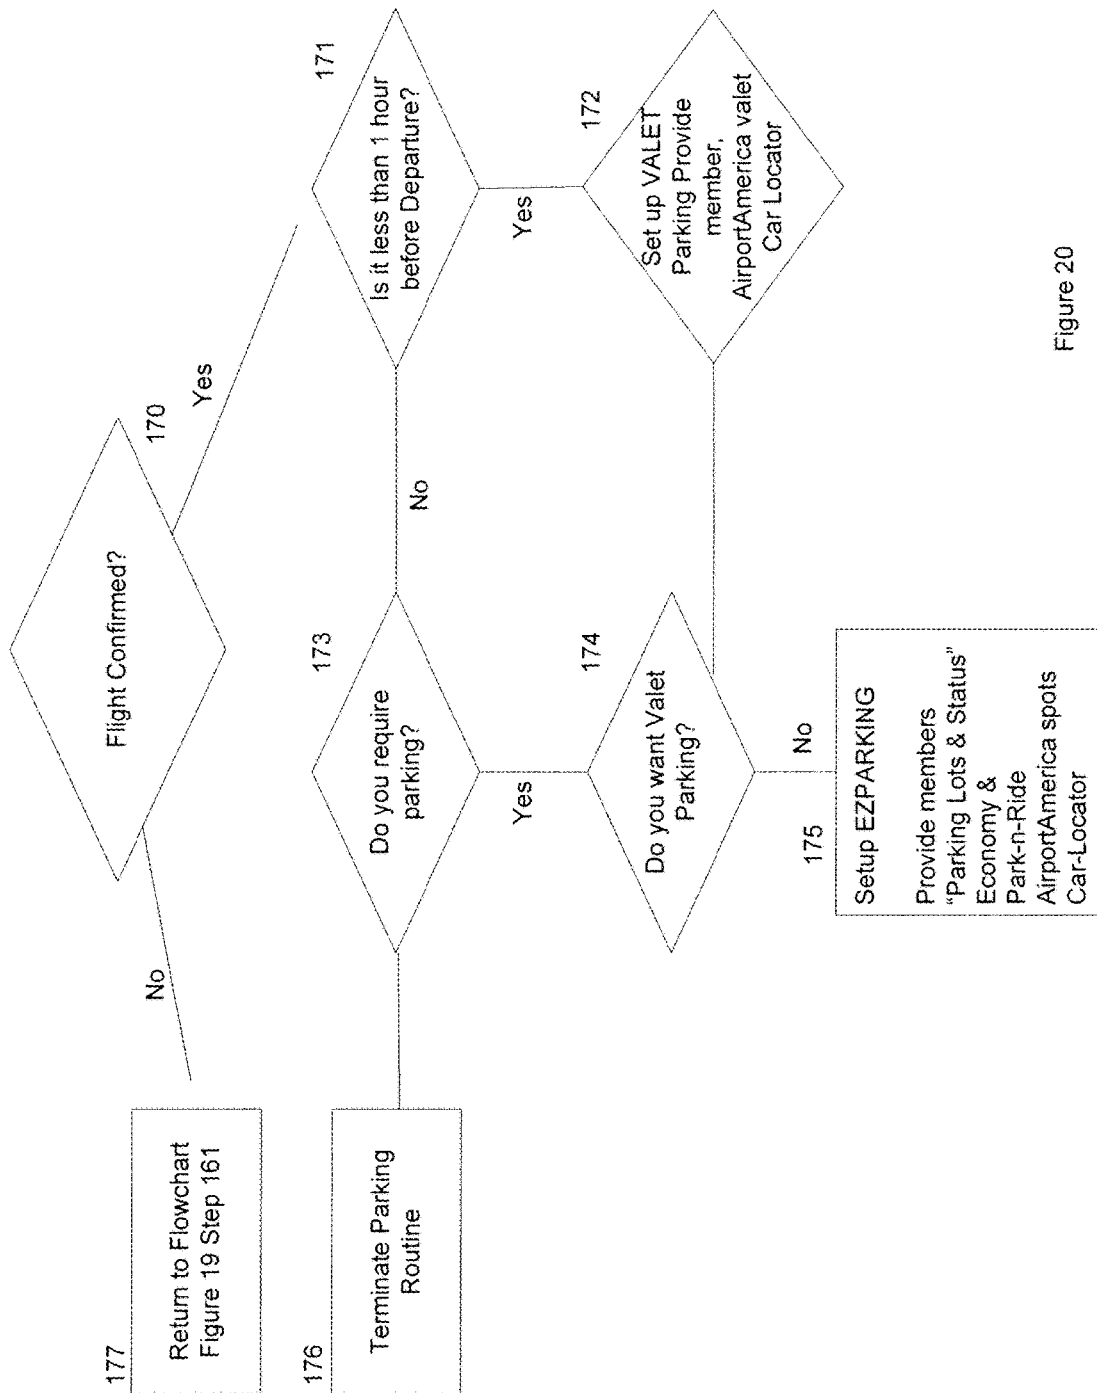 Flight Confirmed?
170
No
Yes
177
Return to Flowchart
Figure 19 Step 161
171
Is it less than 1 hour
before Departure?
No
Yes
173
Do you require
parking?
Yes
176
Terminate Parking
Routine
172
Set up VALET
Parking Provide
member,
AirportAmerica valet
Car Locator
174
Do you want Valet
Parking?
No
175
Setup EZPARKING
Provide members
“Parking Lots & Status”
Economy &
Park-n-Ride
AirportAmerica spots
Car-Locator
Figure 20